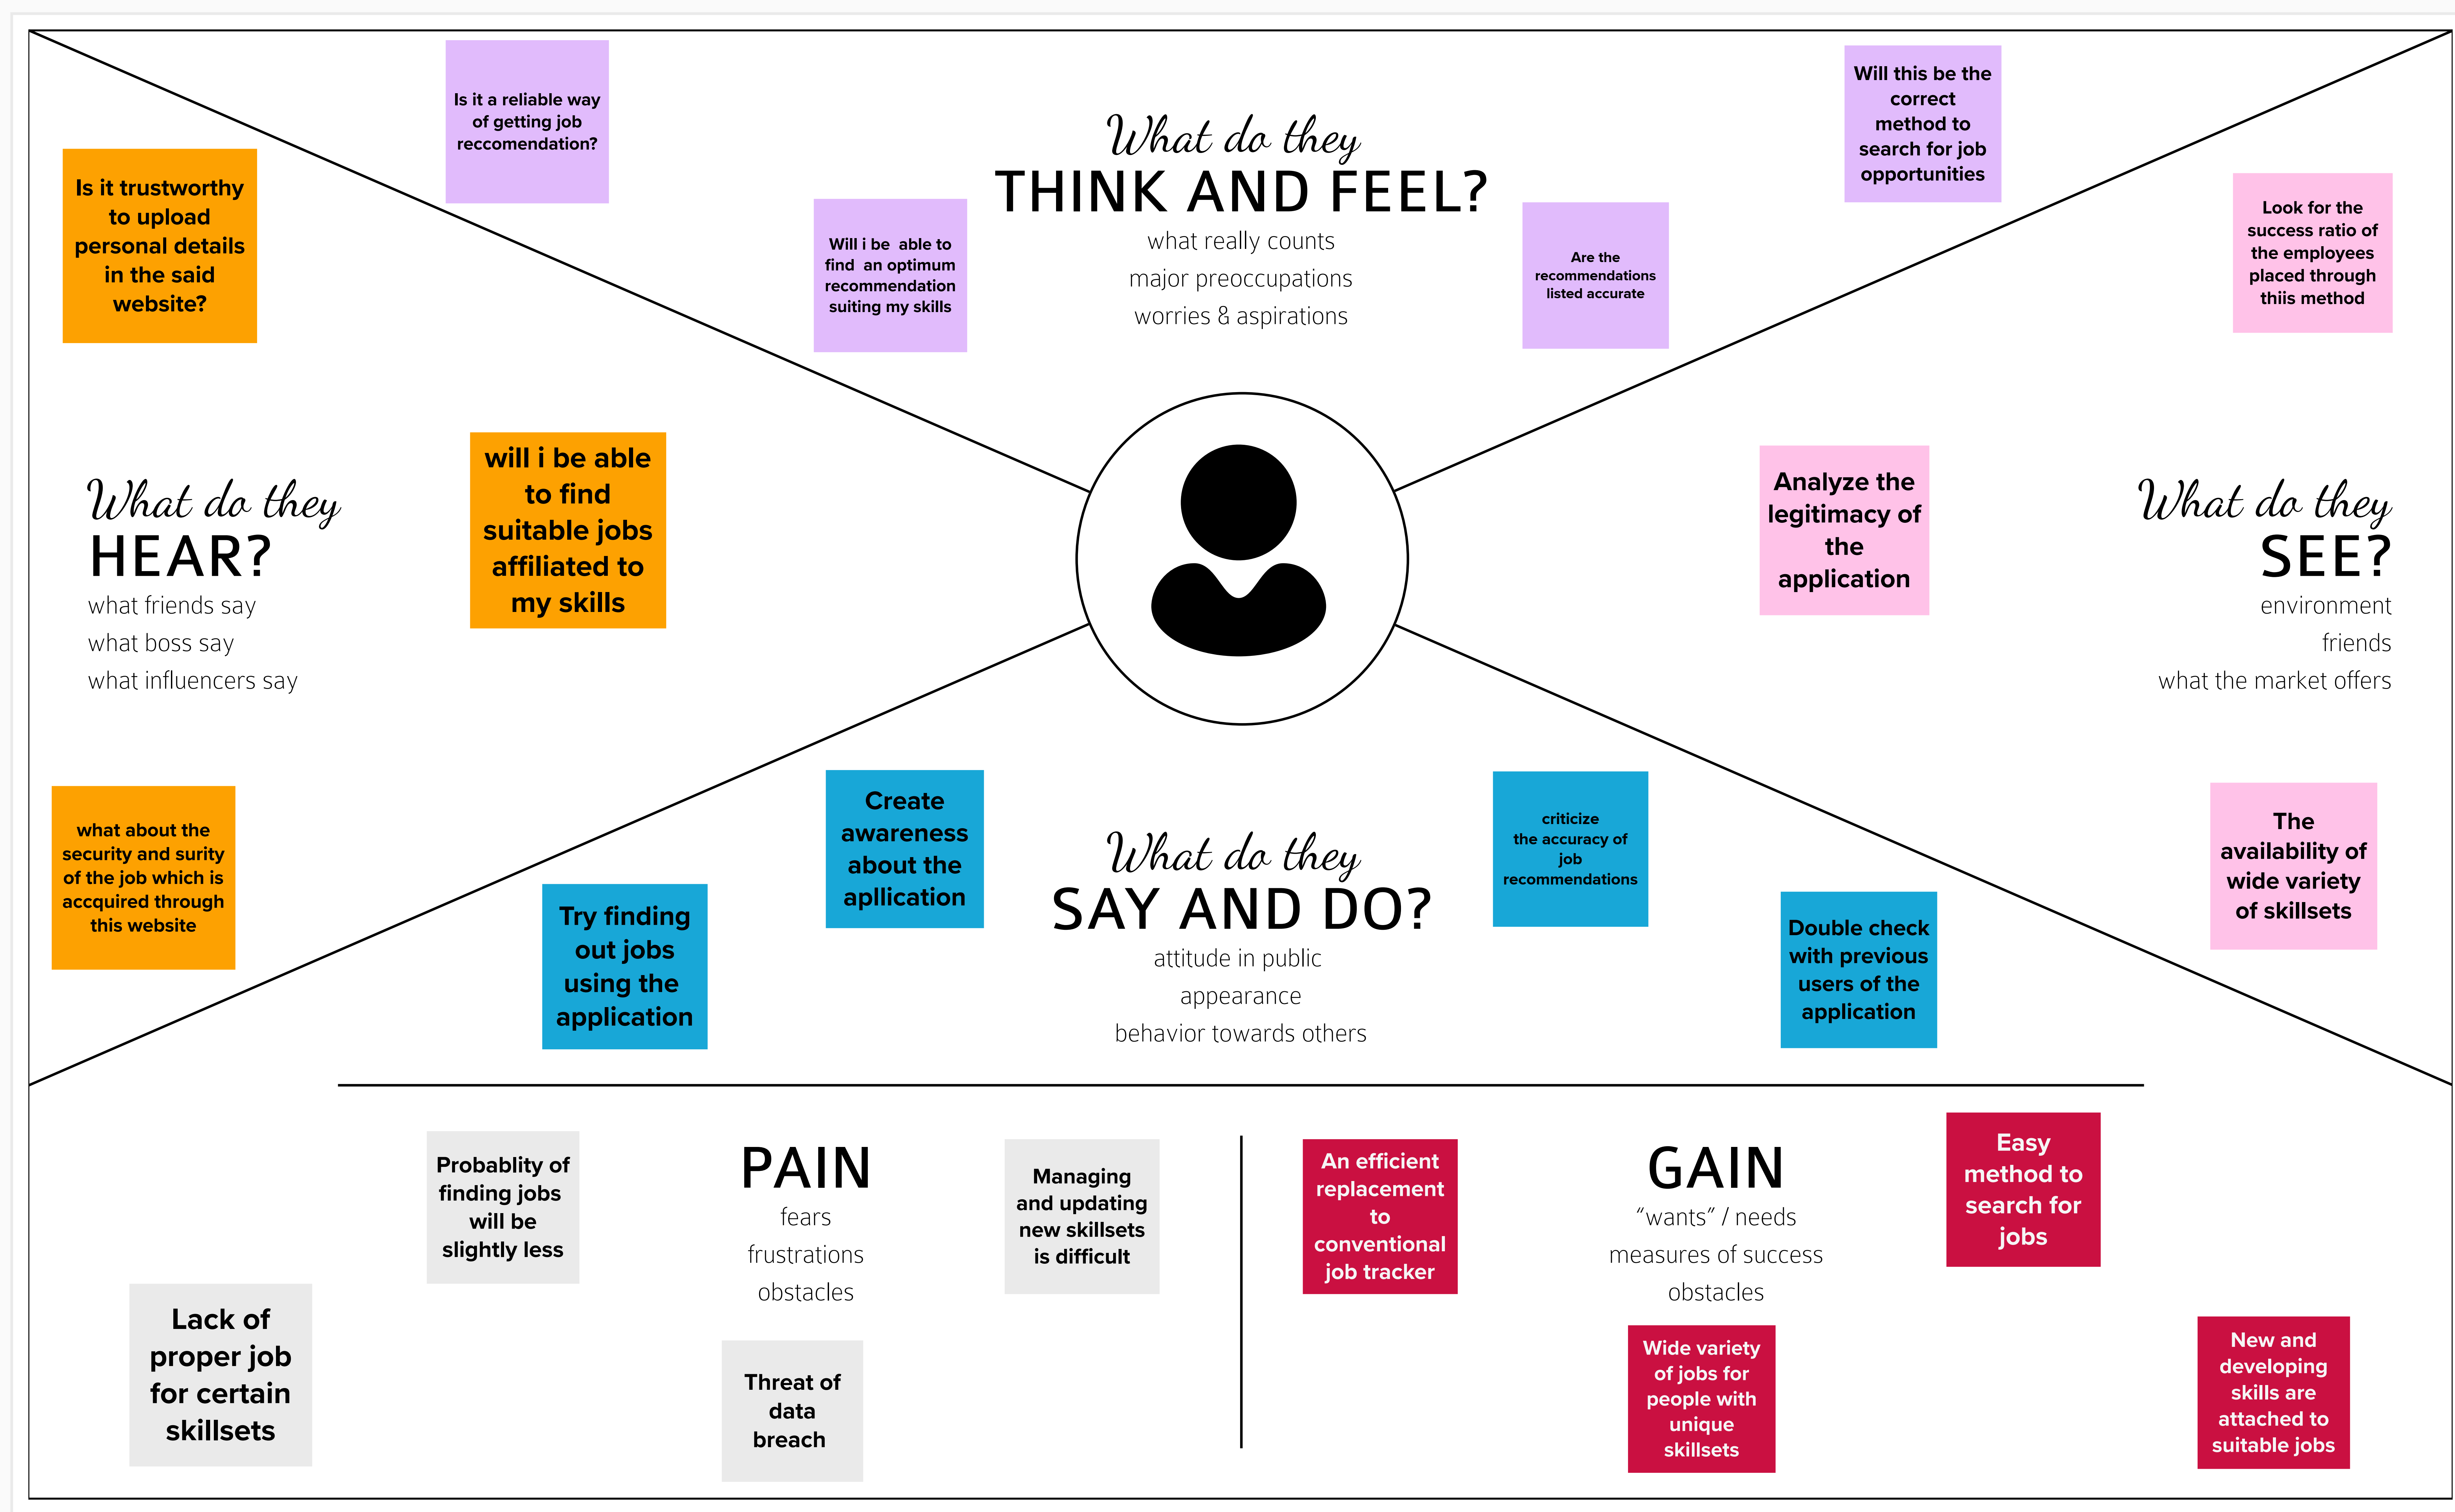 Is it a reliable way
of getting job
reccomendation?
Will i be able to
find an optimum
recommendation
suiting my skills
What do they
THINK AND FEEL?
what really counts
major preoccupations
worries & aspirations
Are the
recommendations
listed accurate
Will this be the
correct
method to
search for job
opportunities
Is it trustworthy
to upload
personal details
in the said
website?
will i be able
to find
suitable jobs
affiliated to
my skills
What do they
HEAR?
what friends say
what boss say
what influencers say
what about the
security and surity
of the job which is
accquired through
this website
Look for the
success ratio of
the employees
placed through
thiis method
Analyze the
legitimacy of
the
application
What do they
SEE?
environment
friends
what the market offers
The
availability of
wide variety
of skillsets
Try finding
out jobs
using the
application
Create
awareness
about the
apllication
What do they
SAY AND DO?
attitude in public
appearance
behavior towards others
criticize
the accuracy of
job
recommendations
Double check
with previous
users of the
application
Lack of
proper job
for certain
skillsets
Probablity of
finding jobs
will be
slightly less
PAIN
fears
frustrations
obstacles
Threat of
data
breach
Managing
and updating
new skillsets
is difficult
An efficient
replacement
to
conventional
job tracker
GAIN
“wants” / needs
measures of success
obstacles
Wide variety
of jobs for
people with
unique
skillsets
Easy
method to
search for
jobs
New and
developing
skills are
attached to
suitable jobs